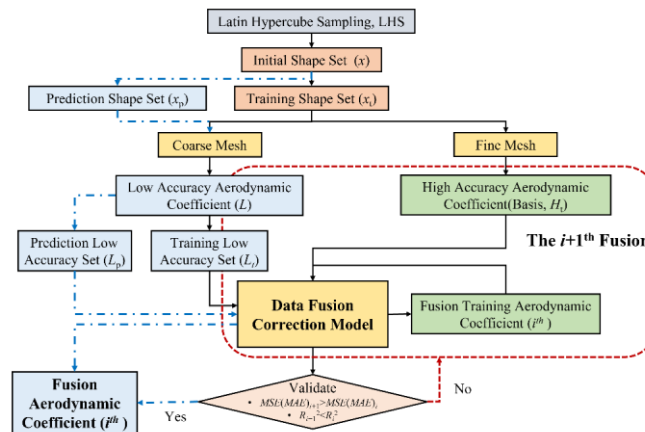 Latin Hypercube Sampling, LHS
Initial Shape Set (x)
Prediction Shape Set (xp)
Training Shape Set (xt)
Coarse Mesh
Fine Mesh
Low Accuracy Aerodynamic
Coefficient (L)
High Accuracy Aerodynamic
Coefficient(Basis, Ht)
The i+1th Fusion
Prediction Low
Accuracy Set (Lp)
Training Low
Accuracy Set (Lt)
Data Fusion
Correction Model
Fusion Training Aerodynamic
Coefficient (ith )
Fusion
Aerodynamic
Coefficient (ith)
Validate
• MSE(MAE)i+1>MSE(MAE)i
• Ri−1²<Ri²
Yes
No